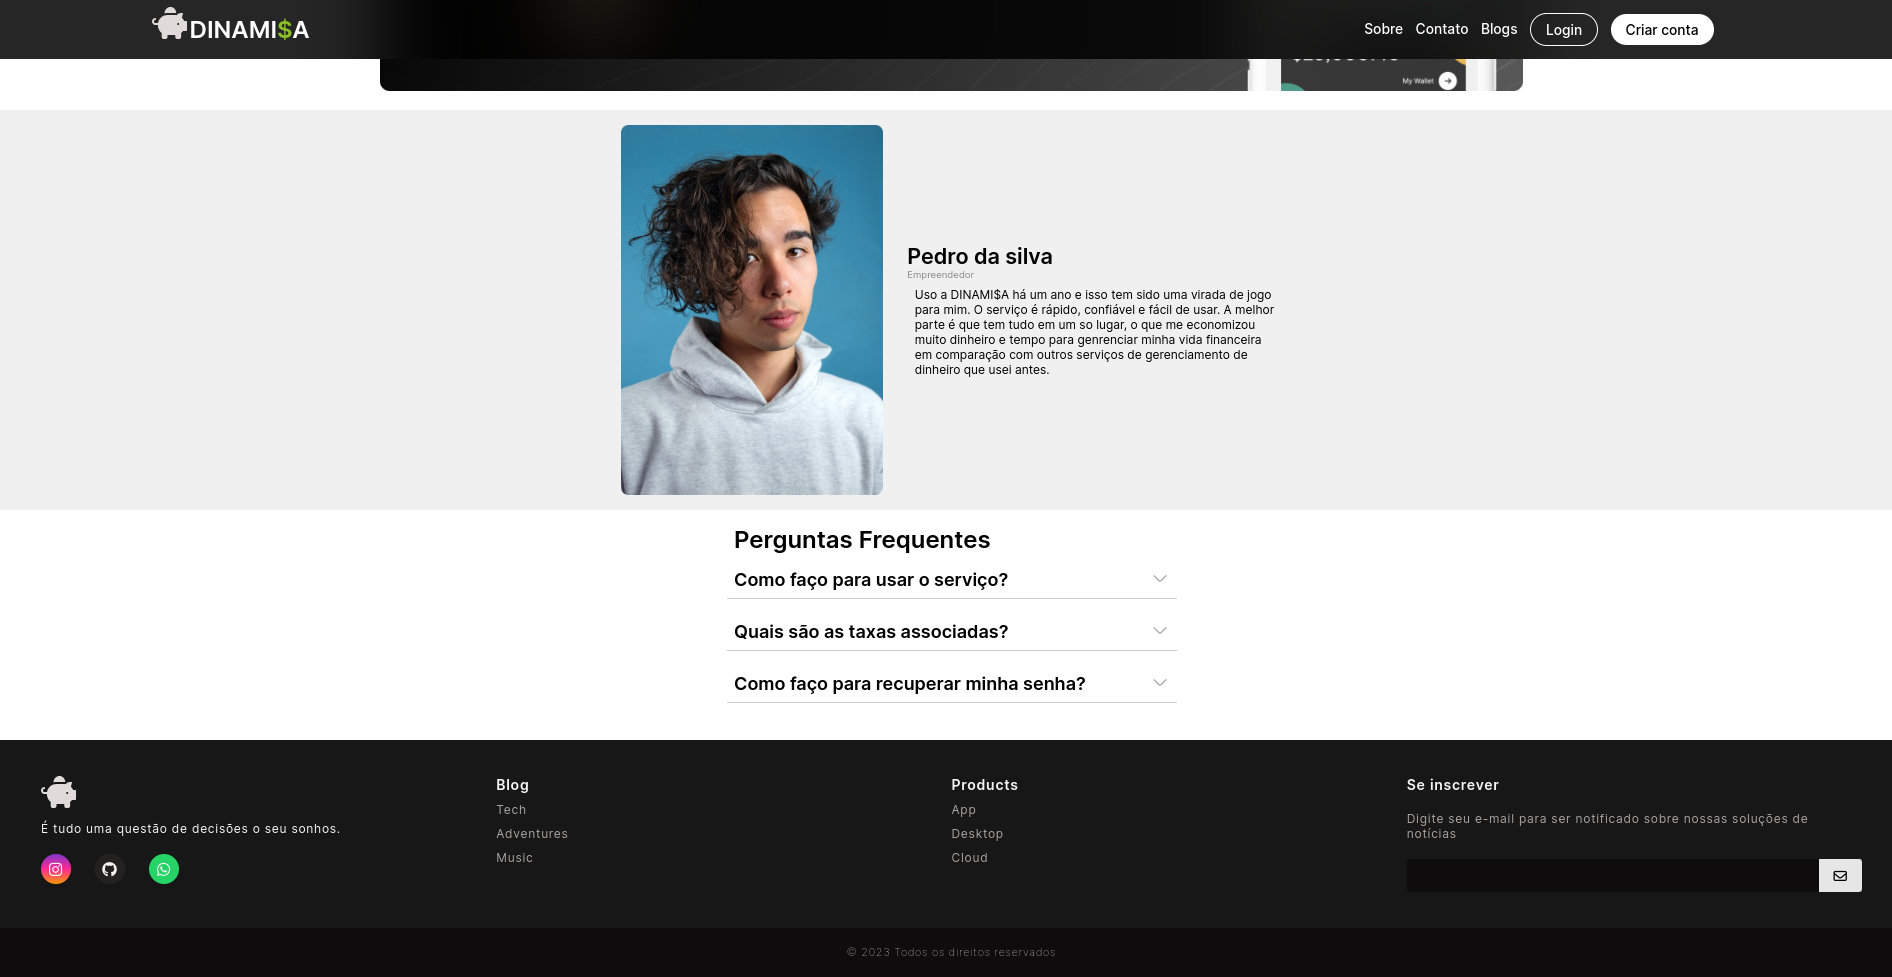 DINAMI$A
Sobre Contato Blogs Login Criar conta
My Wallet
Pedro da silva
Empreendedor
Uso a DINAMI$A há um ano e isso tem sido uma virada de jogo
para mim. O serviço é rápido, confiável e fácil de usar. A melhor
parte é que tem tudo em um so lugar, o que me economizou
muito dinheiro e tempo para genrenciar minha vida financeira
em comparação com outros serviços de gerenciamento de
dinheiro que usei antes.
Perguntas Frequentes
Como faço para usar o serviço?
Quais são as taxas associadas?
Como faço para recuperar minha senha?
É tudo uma questão de decisões o seu sonhos.
Blog
Tech
Adventures
Music
Products
App
Desktop
Cloud
Se inscrever
Digite seu e-mail para ser notificado sobre nossas soluções de
notícias
© 2023 Todos os direitos reservados